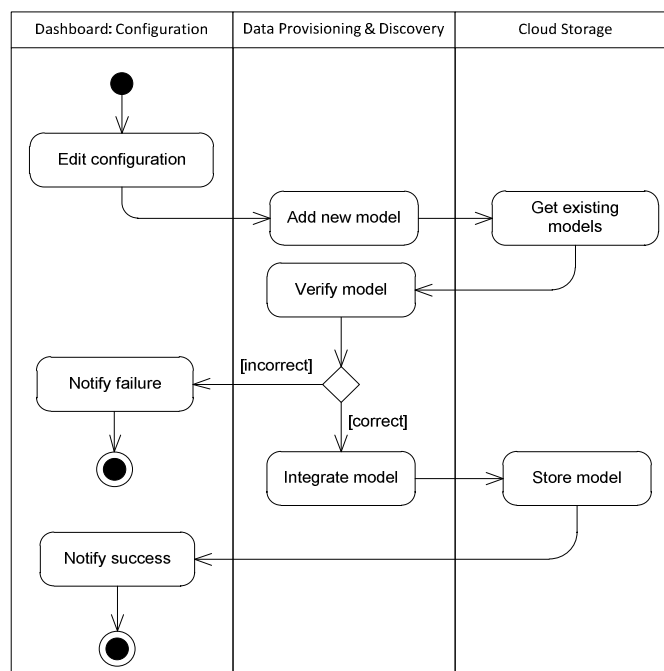 Dashboard: Configuration
Data Provisioning & Discovery
Cloud Storage
Edit configuration
Add new model
Get existing
models
Verify model
[incorrect]
Notify failure
[correct]
Integrate model
Store model
Notify success